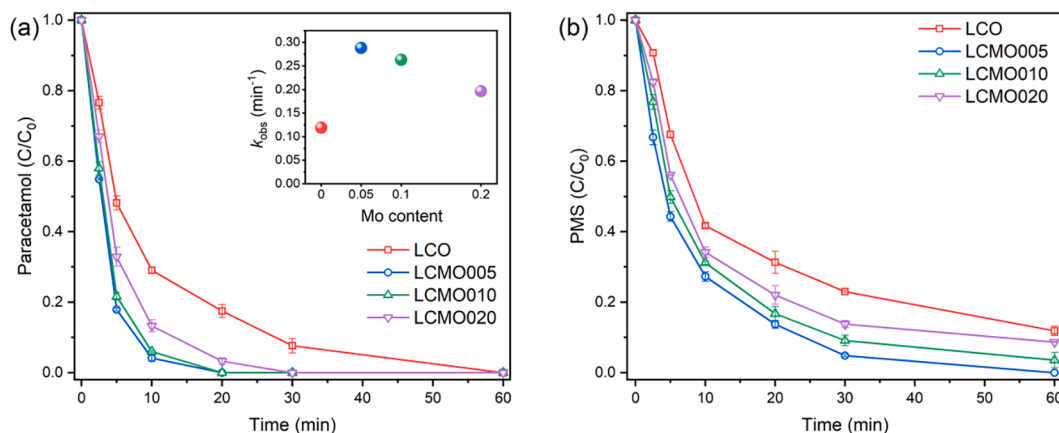 (a)
Paracetamol (C/C₀)
1.0
0.8
0.6
0.4
0.2
0.0
0
10
20
30
40
50
60
Time (min)
k_obs (min⁻¹)
0.30
0.25
0.20
0.15
0.10
0.05
0.00
0
0.05
0.1
0.2
Mo content
LCO
LCMO005
LCMO010
LCMO020
(b)
PMS (C/C₀)
1.0
0.8
0.6
0.4
0.2
0.0
0
10
20
30
40
50
60
Time (min)
LCO
LCMO005
LCMO010
LCMO020